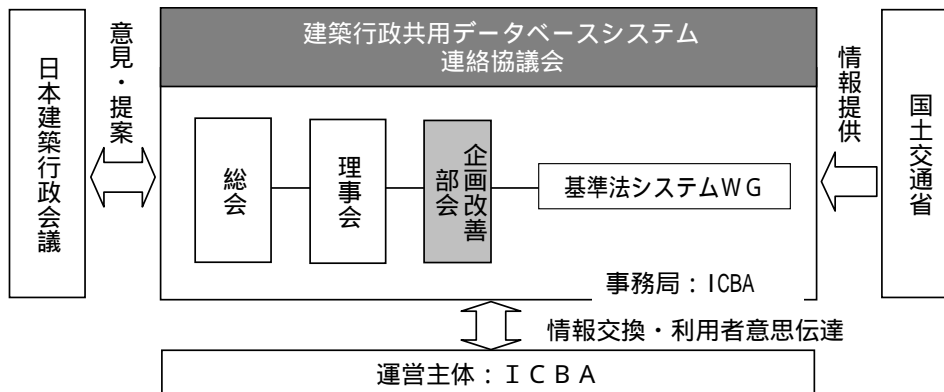 建築行政共用データベースシステム
連絡協議会
日本建築行政会議
意見・提案
総会
理事会
企画改善
部会
基準法システムＷＧ
情報提供
国土交通省
事務局：ICBA
情報交換・利用者意思伝達
運営主体：ＩＣＢＡ